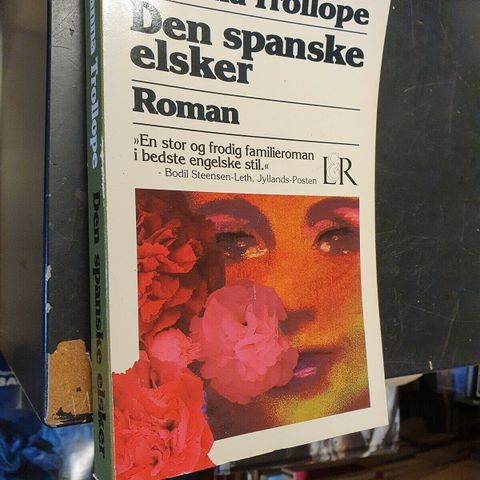 Trollope
Den spanske
elsker
Roman
»En stor og frodig familieroman
i bedste engelske stil.«
- Bodil Steensen-Leth, Jyllands-Posten
L&R
anna Trollope Den spanske elsker